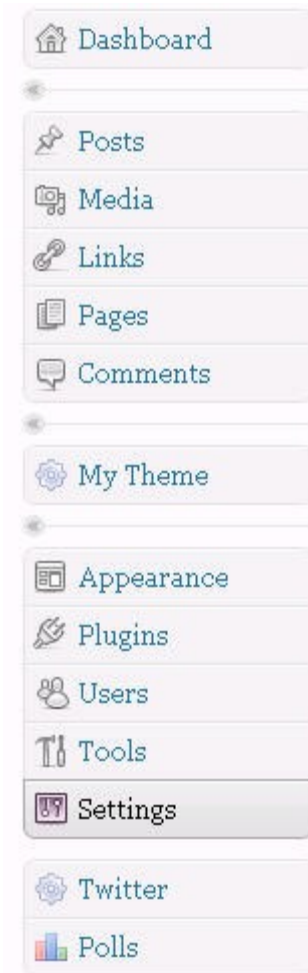 Dashboard
Posts
Media
Links
Pages
Comments
My Theme
Appearance
Plugins
Users
Tools
Settings
Twitter
Polls